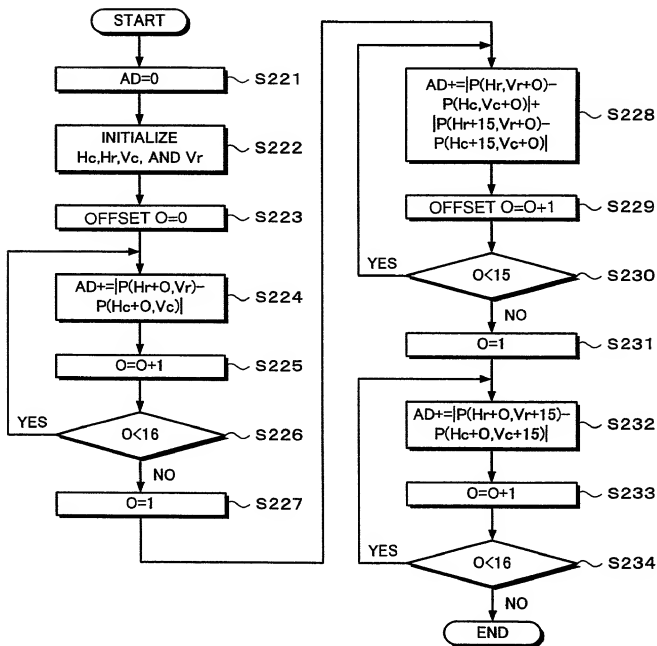 START
AD=0
S221
INITIALIZE
Hc,Hr,Vc, AND Vr
S222
OFFSET O=0
S223
AD+=|P(Hr+O,Vr)-
P(Hc+O,Vc)|
S224
O=O+1
S225
YES
O<16
S226
NO
O=1
S227
AD+=|P(Hr,Vr+O)-
P(Hc,Vc+O)|+
|P(Hr+15,Vr+O)-
P(Hc+15,Vc+O)|
S228
OFFSET O=O+1
S229
YES
O<15
S230
NO
O=1
S231
AD+=|P(Hr+O,Vr+15)-
P(Hc+O,Vc+15)|
S232
O=O+1
S233
YES
O<16
S234
NO
END